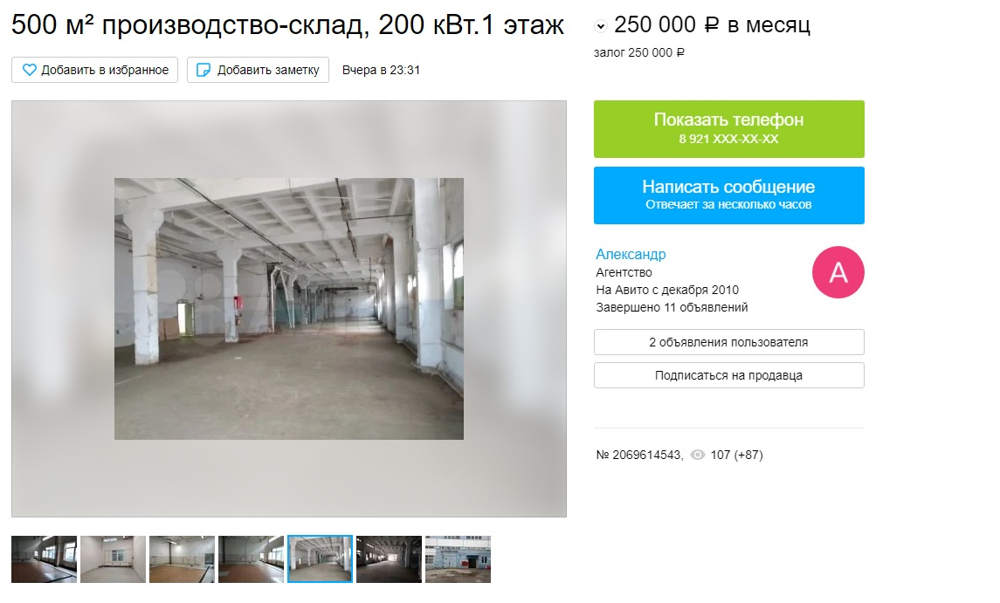 500 м² производство-склад, 200 кВт.1 этаж
Добавить в избранное
Добавить заметку
Вчера в 23:31
250 000 ₽ в месяц
залог 250 000 ₽
Показать телефон
8 921 XXX-XX-XX
Написать сообщение
Отвечает за несколько часов
Александр
Агентство
На Авито с декабря 2010
Завершено 11 объявлений
А
2 объявления пользователя
Подписаться на продавца
№ 2069614543, 107 (+87)